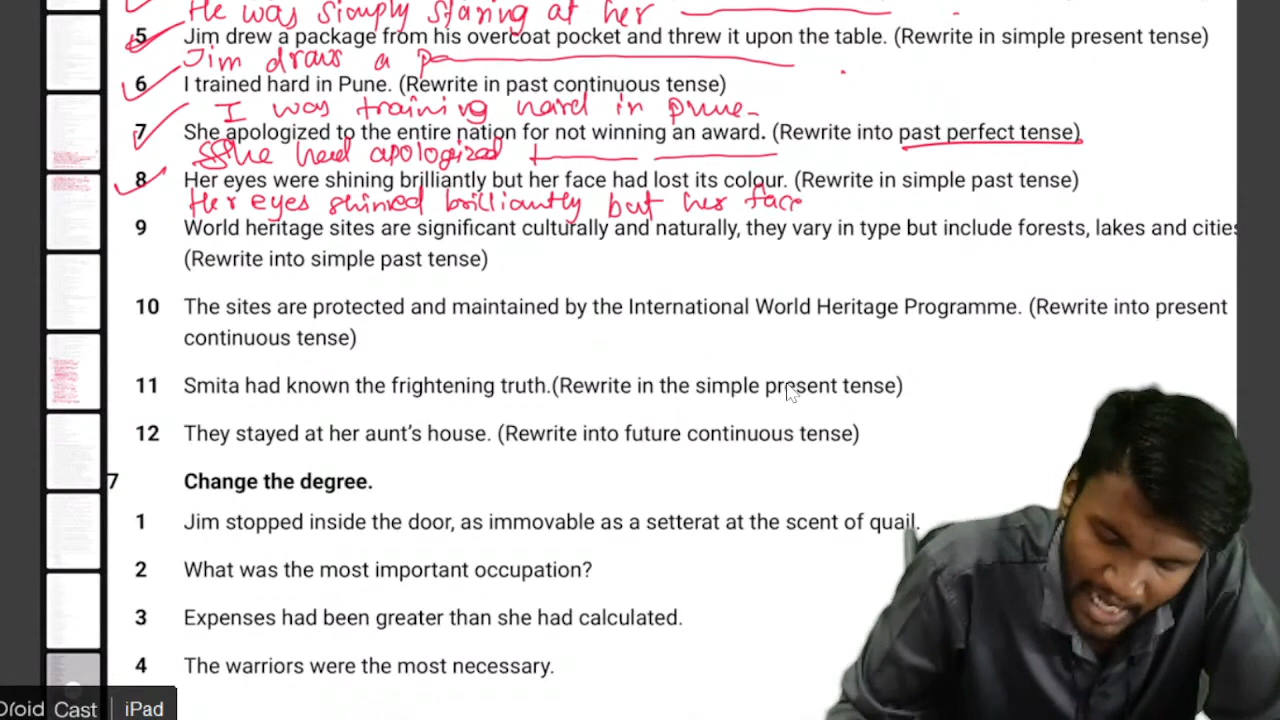 He was simply staring at her
5 Jim drew a package from his overcoat pocket and threw it upon the table. (Rewrite in simple present tense)
Jim draws a p
6 I trained hard in Pune. (Rewrite in past continuous tense)
I was training hard in pune
7 She apologized to the entire nation for not winning an award. (Rewrite into past perfect tense)
She had apologized t
8 Her eyes were shining brilliantly but her face had lost its colour. (Rewrite in simple past tense)
Her eyes shined brilliantly but her face
9 World heritage sites are significant culturally and naturally, they vary in type but include forests, lakes and cities
(Rewrite into simple past tense)
10 The sites are protected and maintained by the International World Heritage Programme. (Rewrite into present
continuous tense)
11 Smita had known the frightening truth.(Rewrite in the simple present tense)
12 They stayed at her aunt's house. (Rewrite into future continuous tense)
7 Change the degree.
1 Jim stopped inside the door, as immovable as a setterat at the scent of quail.
2 What was the most important occupation?
3 Expenses had been greater than she had calculated.
4 The warriors were the most necessary.
Droid Cast | iPad